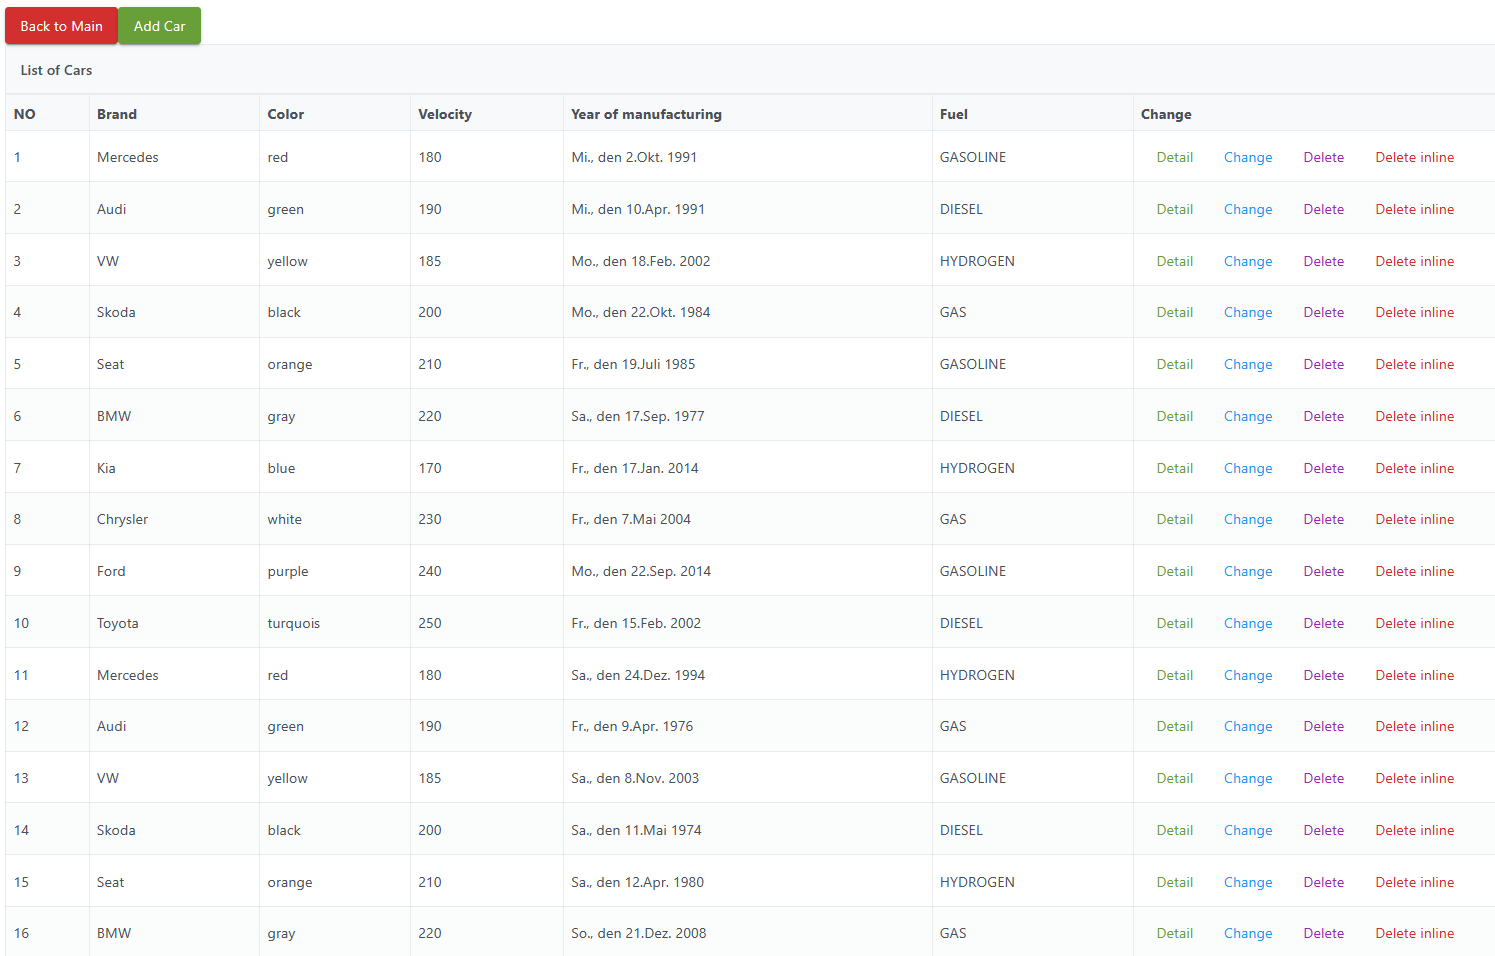 Back to Main Add Car
List of Cars
NO Brand Color Velocity Year of manufacturing Fuel Change
1 Mercedes red 180 Mi., den 2.Okt. 1991 GASOLINE Detail Change Delete Delete inline
2 Audi green 190 Mi., den 10.Apr. 1991 DIESEL Detail Change Delete Delete inline
3 VW yellow 185 Mo., den 18.Feb. 2002 HYDROGEN Detail Change Delete Delete inline
4 Skoda black 200 Mo., den 22.Okt. 1984 GAS Detail Change Delete Delete inline
5 Seat orange 210 Fr., den 19.Juli 1985 GASOLINE Detail Change Delete Delete inline
6 BMW gray 220 Sa., den 17.Sep. 1977 DIESEL Detail Change Delete Delete inline
7 Kia blue 170 Fr., den 17.Jan. 2014 HYDROGEN Detail Change Delete Delete inline
8 Chrysler white 230 Fr., den 7.Mai 2004 GAS Detail Change Delete Delete inline
9 Ford purple 240 Mo., den 22.Sep. 2014 GASOLINE Detail Change Delete Delete inline
10 Toyota turquois 250 Fr., den 15.Feb. 2002 DIESEL Detail Change Delete Delete inline
11 Mercedes red 180 Sa., den 24.Dez. 1994 HYDROGEN Detail Change Delete Delete inline
12 Audi green 190 Fr., den 9.Apr. 1976 GAS Detail Change Delete Delete inline
13 VW yellow 185 Sa., den 8.Nov. 2003 GASOLINE Detail Change Delete Delete inline
14 Skoda black 200 Sa., den 11.Mai 1974 DIESEL Detail Change Delete Delete inline
15 Seat orange 210 Sa., den 12.Apr. 1980 HYDROGEN Detail Change Delete Delete inline
16 BMW gray 220 So., den 21.Dez. 2008 GAS Detail Change Delete Delete inline